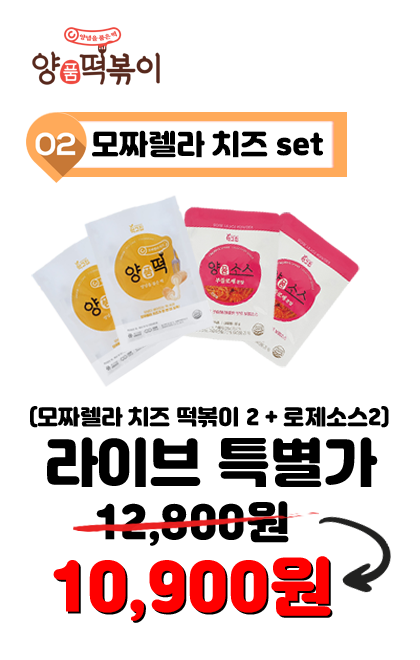 양념을 품은 떡
양품떡볶이
02 모짜렐라 치즈 set
양품떡
양품떡
양품소스
양품소스
(모짜렐라 치즈 떡볶이 2 + 로제소스2)
라이브 특별가
12,800원
10,900원